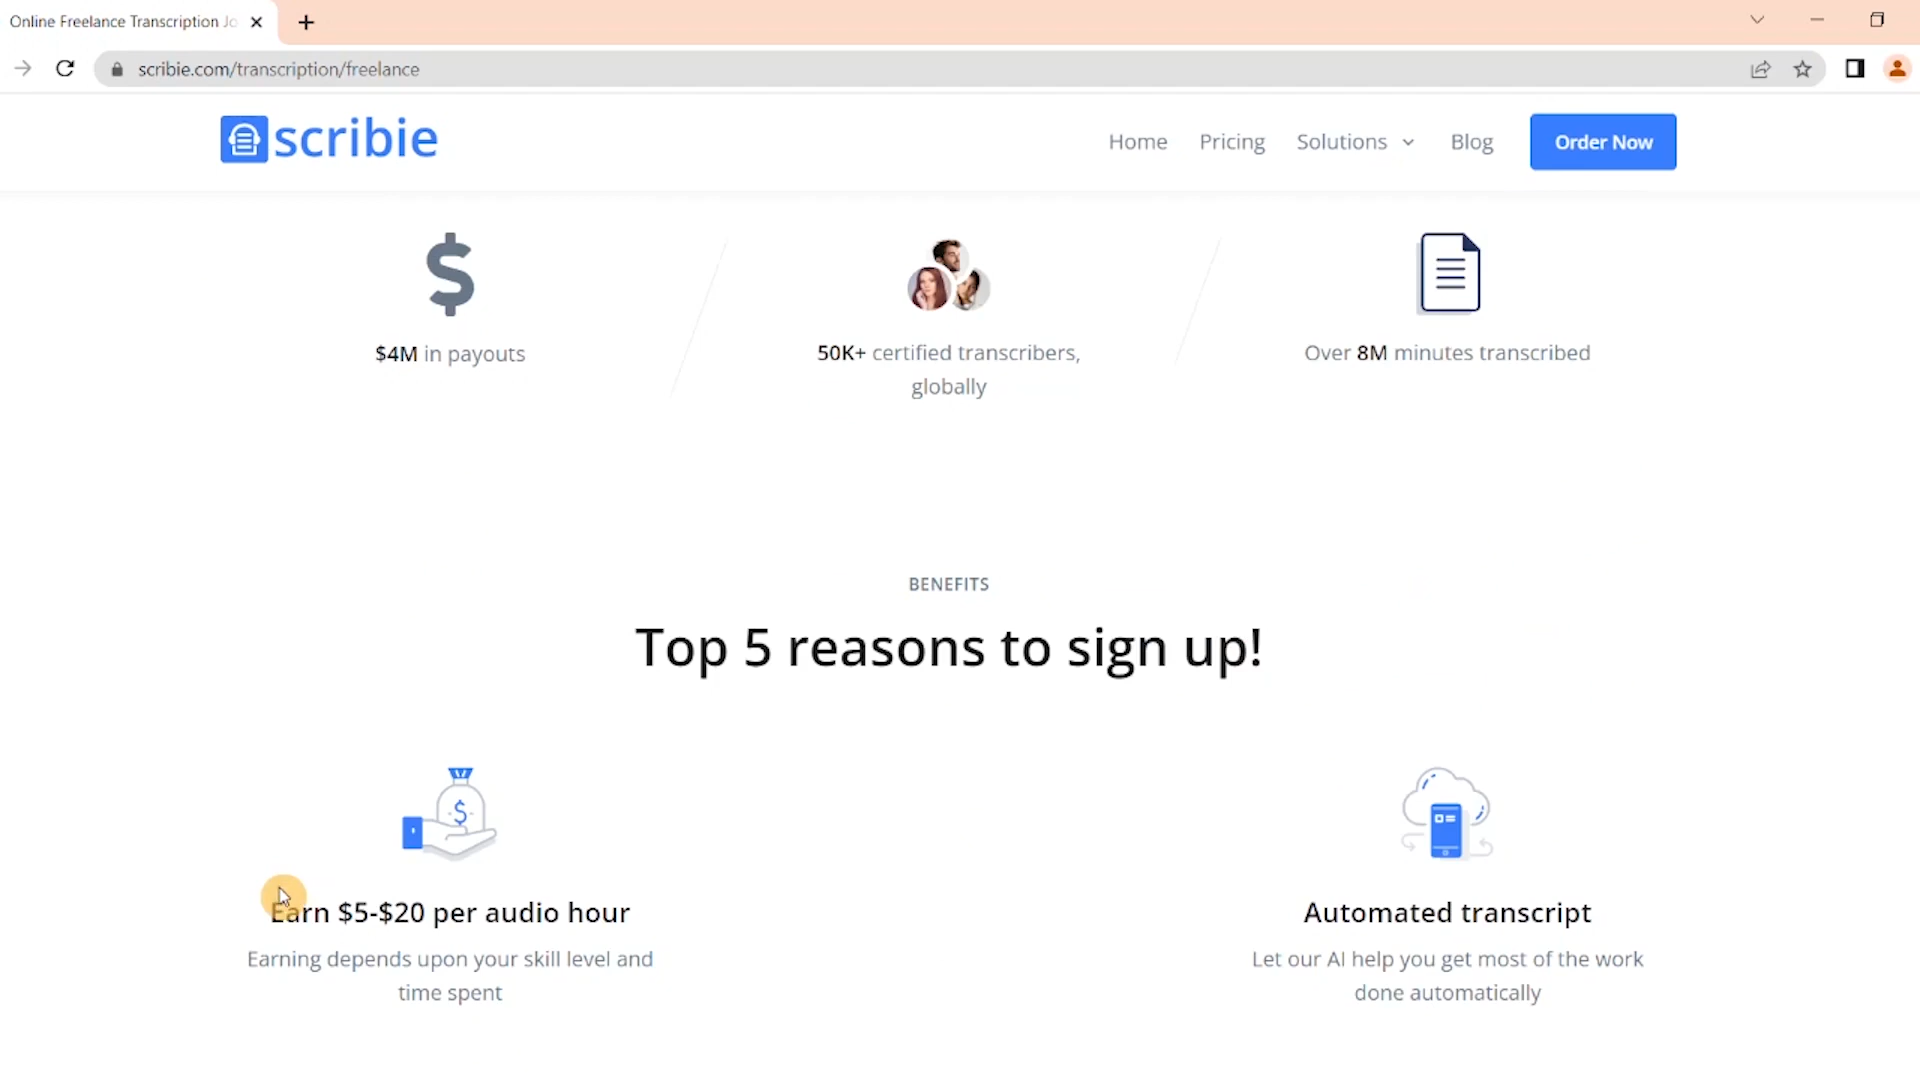 Online Freelance Transcription Jo
scribie.com/transcription/freelance
scribie
Home
Pricing
Solutions
Blog
Order Now
$4M in payouts
50K+ certified transcribers,
globally
Over 8M minutes transcribed
BENEFITS
Top 5 reasons to sign up!
Earn $5-$20 per audio hour
Earning depends upon your skill level and
time spent
Automated transcript
Let our AI help you get most of the work
done automatically